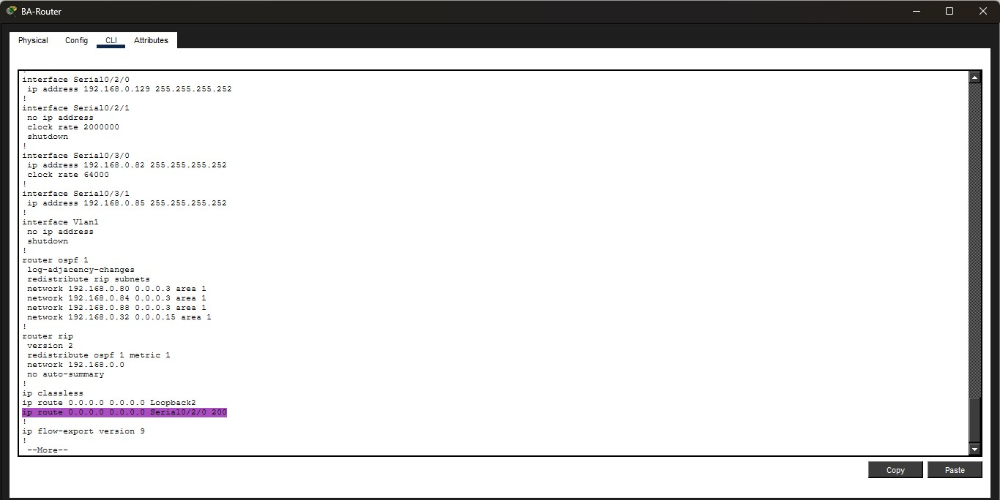 BA-Router
Physical Config CLI Attributes
!
interface Serial0/2/0
ip address 192.168.0.129 255.255.255.252
!
interface Serial0/2/1
no ip address
clock rate 2000000
shutdown
!
interface Serial0/3/0
ip address 192.168.0.82 255.255.255.252
clock rate 64000
!
interface Serial0/3/1
ip address 192.168.0.85 255.255.255.252
!
interface Vlan1
no ip address
shutdown
!
router ospf 1
log-adjacency-changes
redistribute rip subnets
network 192.168.0.80 0.0.0.3 area 1
network 192.168.0.84 0.0.0.3 area 1
network 192.168.0.88 0.0.0.3 area 1
network 192.168.0.32 0.0.0.15 area 1
!
router rip
version 2
redistribute ospf 1 metric 1
network 192.168.0.0
no auto-summary
!
ip classless
ip route 0.0.0.0 0.0.0.0 Loopback2
ip route 0.0.0.0 0.0.0.0 Serial0/2/0 200
!
ip flow-export version 9
!
--More--
Copy Paste